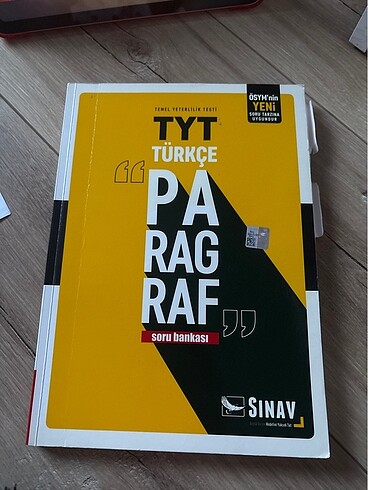 TEMEL YETERLİLİK TESTİ
ÖSYM'nin
YENİ
SORU TARZINA
UYGUNDUR
TYT
TÜRKÇE
"PA
RAG
RAF"
soru bankası
SINAV